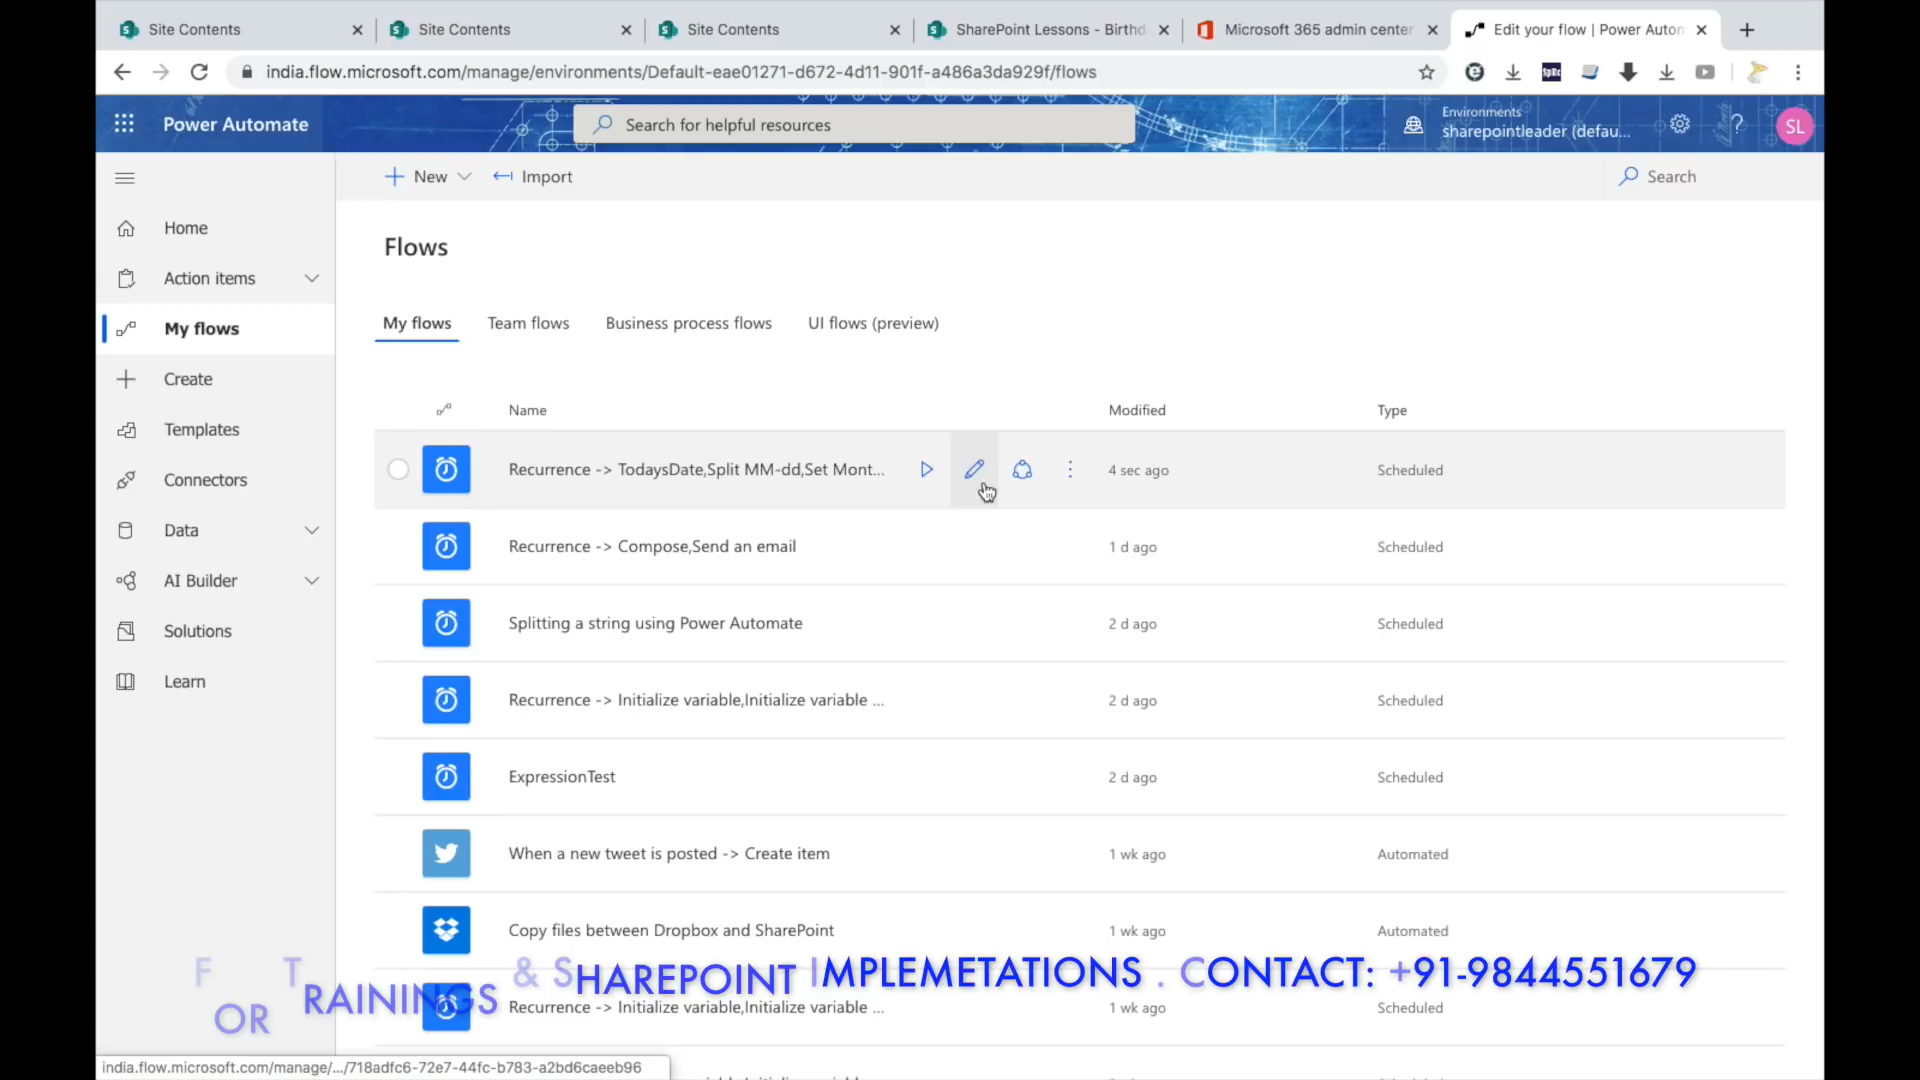 Site Contents
Site Contents
Site Contents
SharePoint Lessons - Birthd
Microsoft 365 admin center
Edit your flow | Power Autom
india.flow.microsoft.com/manage/environments/Default-eae01271-d672-4d11-901f-a486a3da929f/flows
Power Automate
Search for helpful resources
Environments
sharepointleader (defau...
SL
New
Import
Search
Home
Action items
My flows
Create
Templates
Connectors
Data
AI Builder
Solutions
Learn
Flows
My flows Team flows Business process flows UI flows (preview)
Name Modified Type
Recurrence -> TodaysDate,Split MM-dd,Set Mont... 4 sec ago Scheduled
Recurrence -> Compose,Send an email 1 d ago Scheduled
Splitting a string using Power Automate 2 d ago Scheduled
Recurrence -> Initialize variable,Initialize variable ... 2 d ago Scheduled
ExpressionTest 2 d ago Scheduled
When a new tweet is posted -> Create item 1 wk ago Automated
Copy files between Dropbox and SharePoint 1 wk ago Automated
FOR TRAININGS & SHAREPOINT IMPLEMETATIONS . CONTACT: +91-9844551679
Recurrence -> Initialize variable,Initialize variable ... 1 wk ago Scheduled
india.flow.microsoft.com/manage/.../718adfc6-72e7-44fc-b783-a2bd6caeeb96